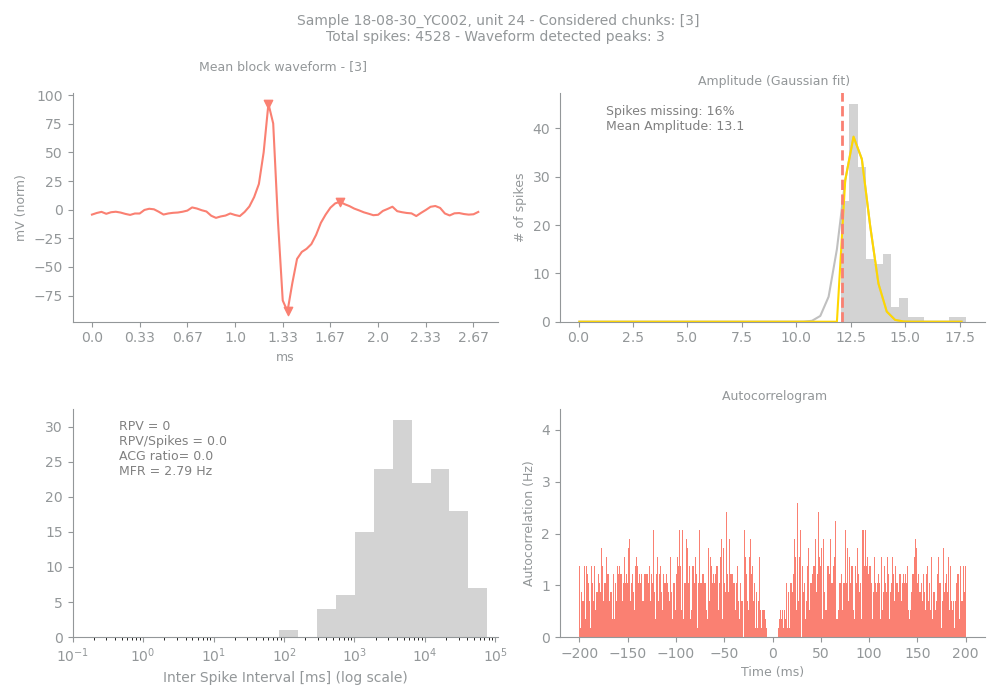 Sample 18-08-30_YC002, unit 24 - Considered chunks: [3]
Total spikes: 4528 - Waveform detected peaks: 3
Mean block waveform - [3]
mV (norm)
100
75
50
25
0
−25
−50
−75
0.0 0.33 0.67 1.0 1.33 1.67 2.0 2.33 2.67
ms
Amplitude (Gaussian fit)
Spikes missing: 16%
Mean Amplitude: 13.1
# of spikes
40
30
20
10
0
0.0 2.5 5.0 7.5 10.0 12.5 15.0 17.5
RPV = 0
RPV/Spikes = 0.0
ACG ratio= 0.0
MFR = 2.79 Hz
30
25
20
15
10
5
0
10⁻¹ 10⁰ 10¹ 10² 10³ 10⁴ 10⁵
Inter Spike Interval [ms] (log scale)
Autocorrelogram
Autocorrelation (Hz)
4
3
2
1
0
−200 −150 −100 −50 0 50 100 150 200
Time (ms)